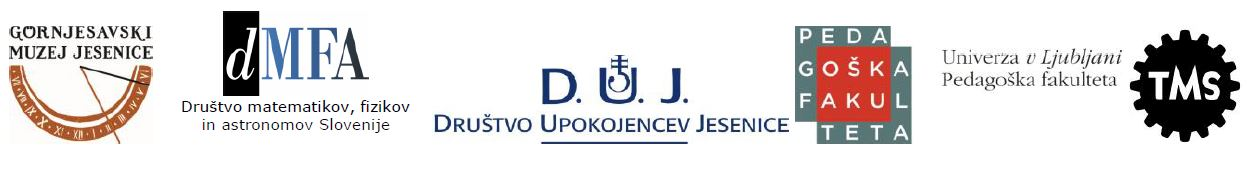 GORNJESAVSKI
MUZEJ JESENICE
dMFA
Društvo matematikov, fizikov
in astronomov Slovenije
D. U. J.
DRUŠTVO UPOKOJENCEV JESENICE
PEDA
GOŠKA
FAKUL
TETA
Univerza v Ljubljani
Pedagoška fakulteta
TMS